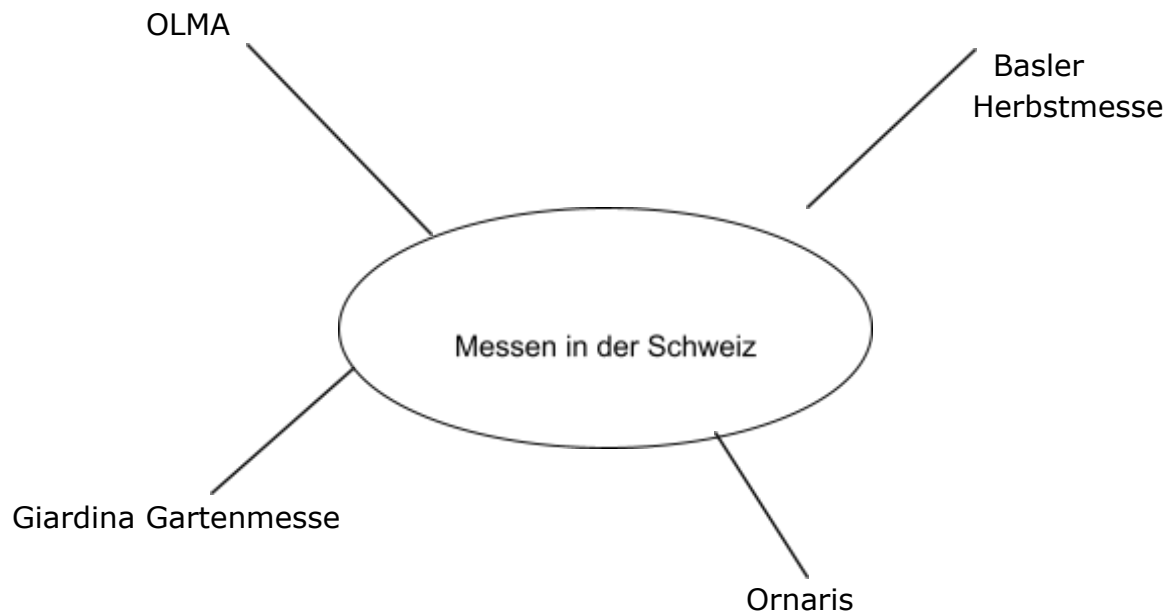 OLMA
Basler
Herbstmesse
Messen in der Schweiz
Giardina Gartenmesse
Ornaris